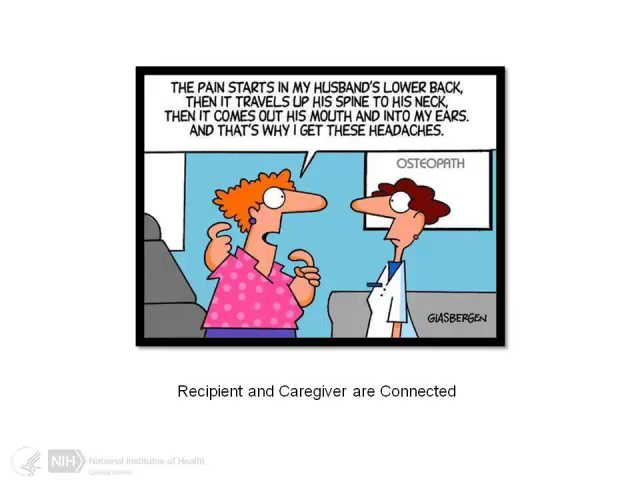 THE PAIN STARTS IN MY HUSBAND'S LOWER BACK,
THEN IT TRAVELS UP HIS SPINE TO HIS NECK,
THEN IT COMES OUT HIS MOUTH AND INTO MY EARS.
AND THAT'S WHY I GET THESE HEADACHES.
OSTEOPATH
GLASBERGEN
Recipient and Caregiver are Connected
NIH National Institutes of Health
Clinical Center